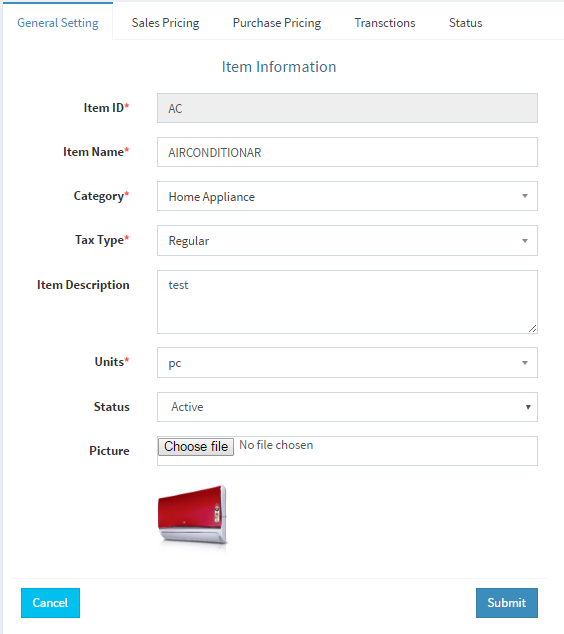 General Setting Sales Pricing Purchase Pricing Transctions Status
Item Information
Item ID* AC
Item Name* AIRCONDITIONAR
Category* Home Appliance
Tax Type* Regular
Item Description test
Units* pc
Status Active
Picture Choose file No file chosen
Cancel Submit